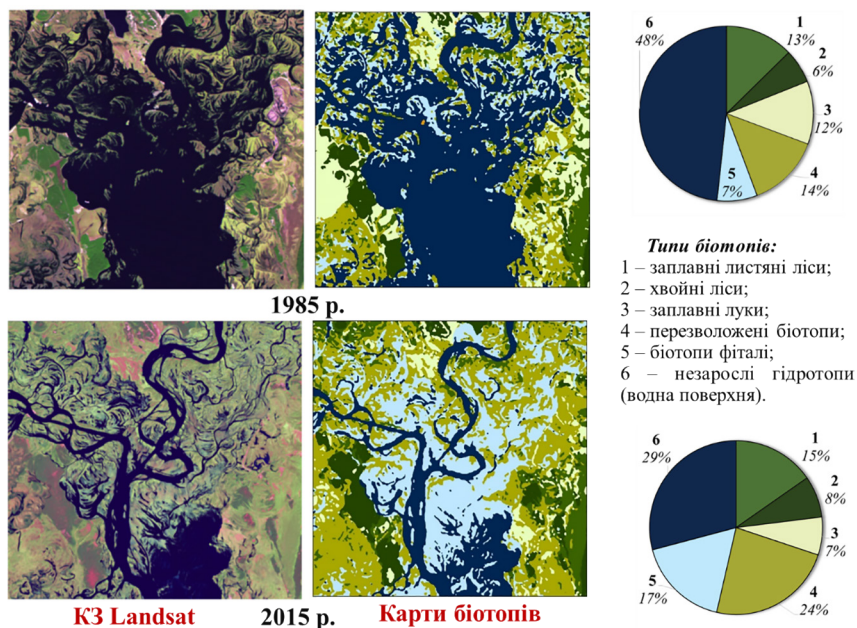 6
48%
1
13%
2
6%
3
12%
4
14%
5
7%
1985 р.
Типи біотопів:
1 – заплавні листяні ліси;
2 – хвойні ліси;
3 – заплавні луки;
4 – перезволожені біотопи;
5 – біотопи фіталі;
6 – незарослі гідротопи
(водна поверхня).
6
29%
1
15%
2
8%
3
7%
4
24%
5
17%
КЗ Landsat
2015 р.
Карти біотопів